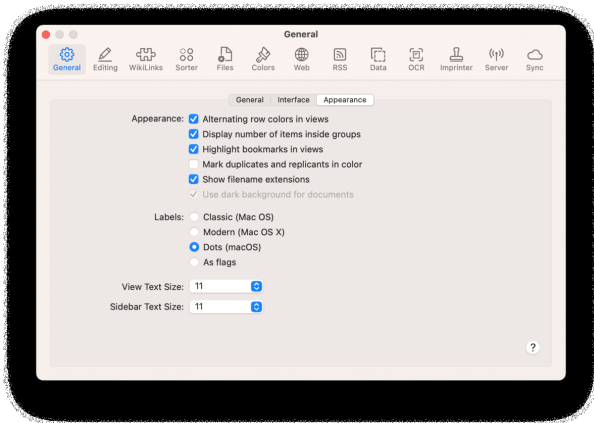 General
General Editing WikiLinks Sorter Files Colors Web RSS Data OCR Imprinter Server Sync
General Interface Appearance
Appearance: Alternating row colors in views
Display number of items inside groups
Highlight bookmarks in views
Mark duplicates and replicants in color
Show filename extensions
Use dark background for documents
Labels: Classic (Mac OS)
Modern (Mac OS X)
Dots (macOS)
As flags
View Text Size: 11
Sidebar Text Size: 11
?